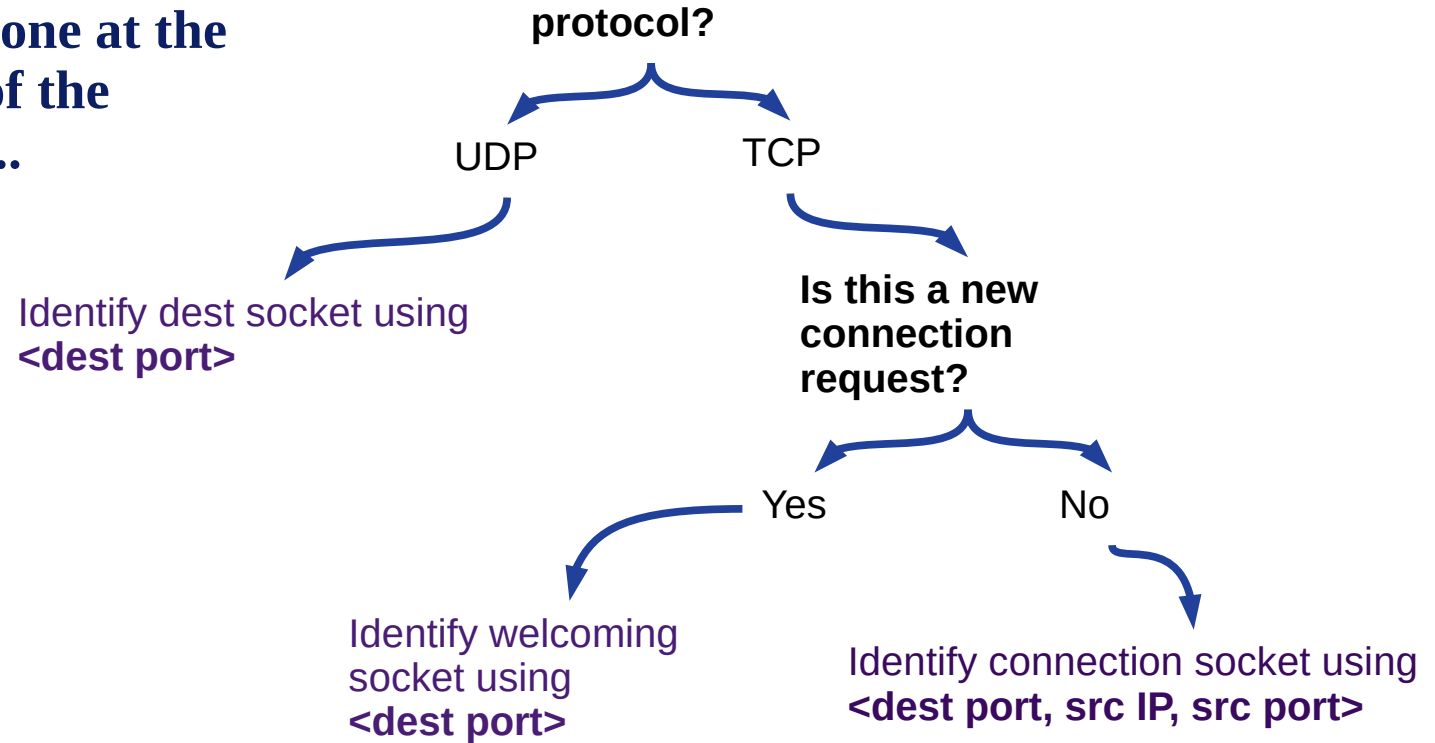 one at the
of the
..
protocol?
UDP
TCP
Identify dest socket using
<dest port>
Is this a new
connection
request?
Yes
No
Identify welcoming
socket using
<dest port>
Identify connection socket using
<dest port, src IP, src port>